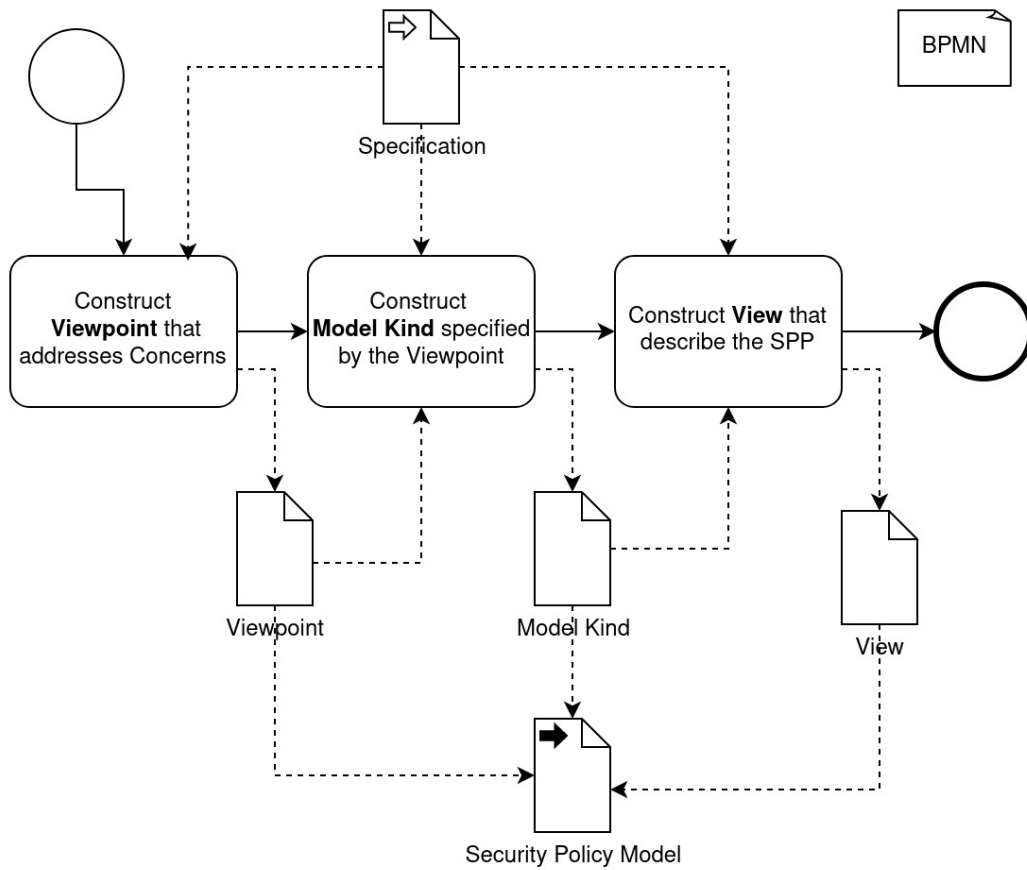 BPMN
Specification
Construct
Viewpoint that
addresses Concerns
Construct
Model Kind specified
by the Viewpoint
Construct View that
describe the SPP
Viewpoint
Model Kind
View
Security Policy Model